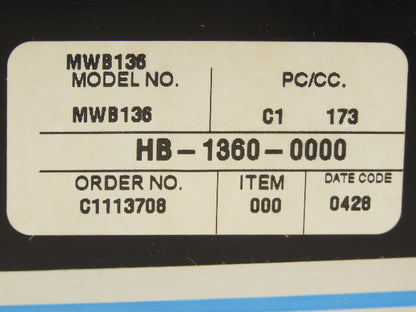 MWB136
MODEL NO. PC/CC.
MWB136 C1 173
HB-1360-0000
ORDER NO. ITEM DATE CODE
C1113708 000 0428